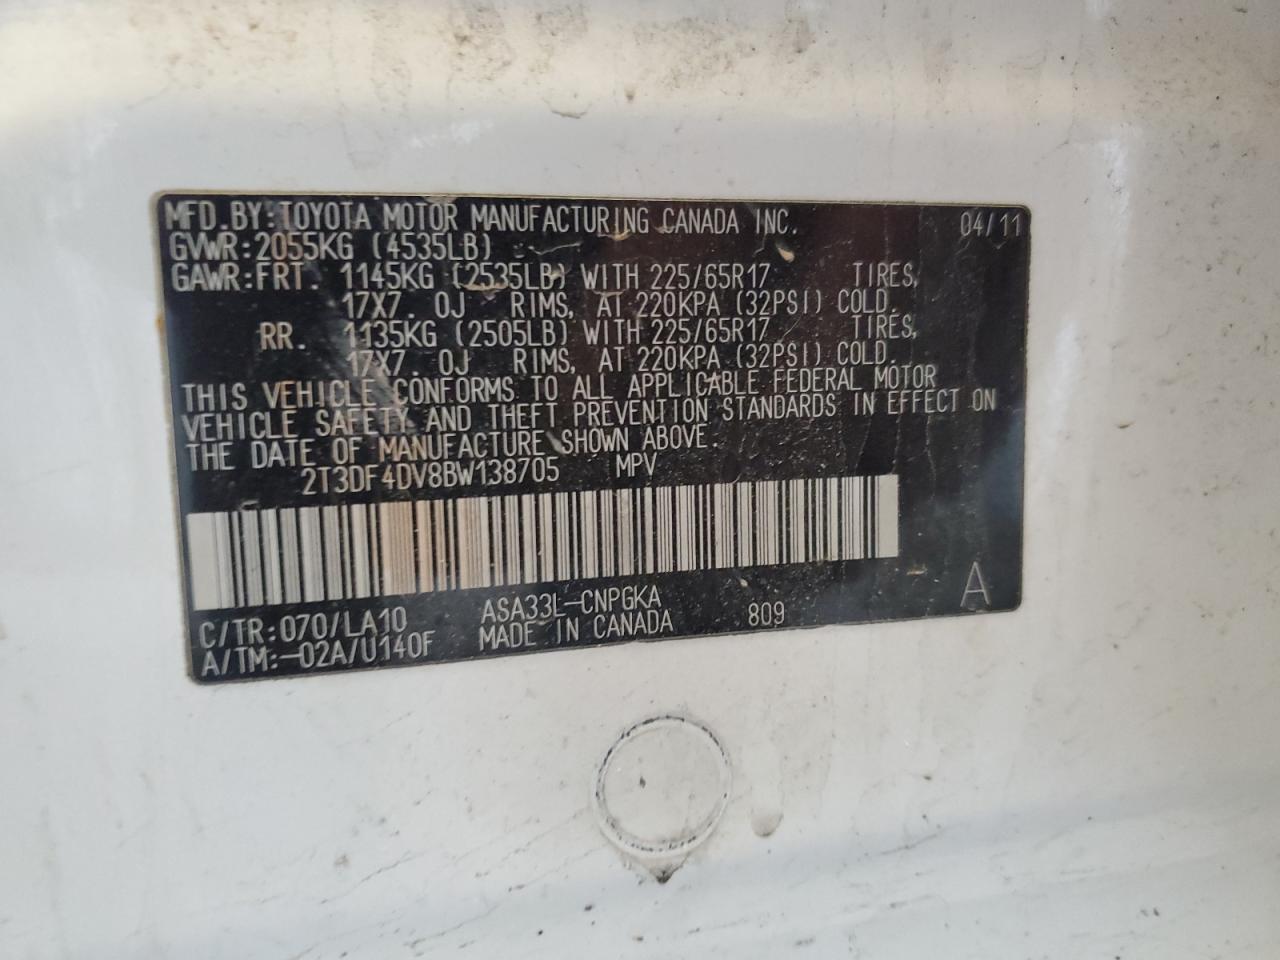 MFD.BY:TOYOTA MOTOR MANUFACTURING CANADA INC. 04/11
GVWR:2055KG (4535LB)
GAWR:FRT. 1145KG (2535LB) WITH 225/65R17 TIRES,
17X7. 0J RIMS, AT 220KPA (32PSI) COLD.
RR. 1135KG (2505LB) WITH 225/65R17 TIRES,
17X7. 0J RIMS, AT 220KPA (32PSI) COLD.
THIS VEHICLE CONFORMS TO ALL APPLICABLE FEDERAL MOTOR
VEHICLE SAFETY AND THEFT PREVENTION STANDARDS IN EFFECT ON
THE DATE OF MANUFACTURE SHOWN ABOVE.
2T3DF4DV8BW138705 MPV
C/TR:070/LA10 ASA33L-CNPGKA 809 A
A/TM:-02A/U140F MADE IN CANADA